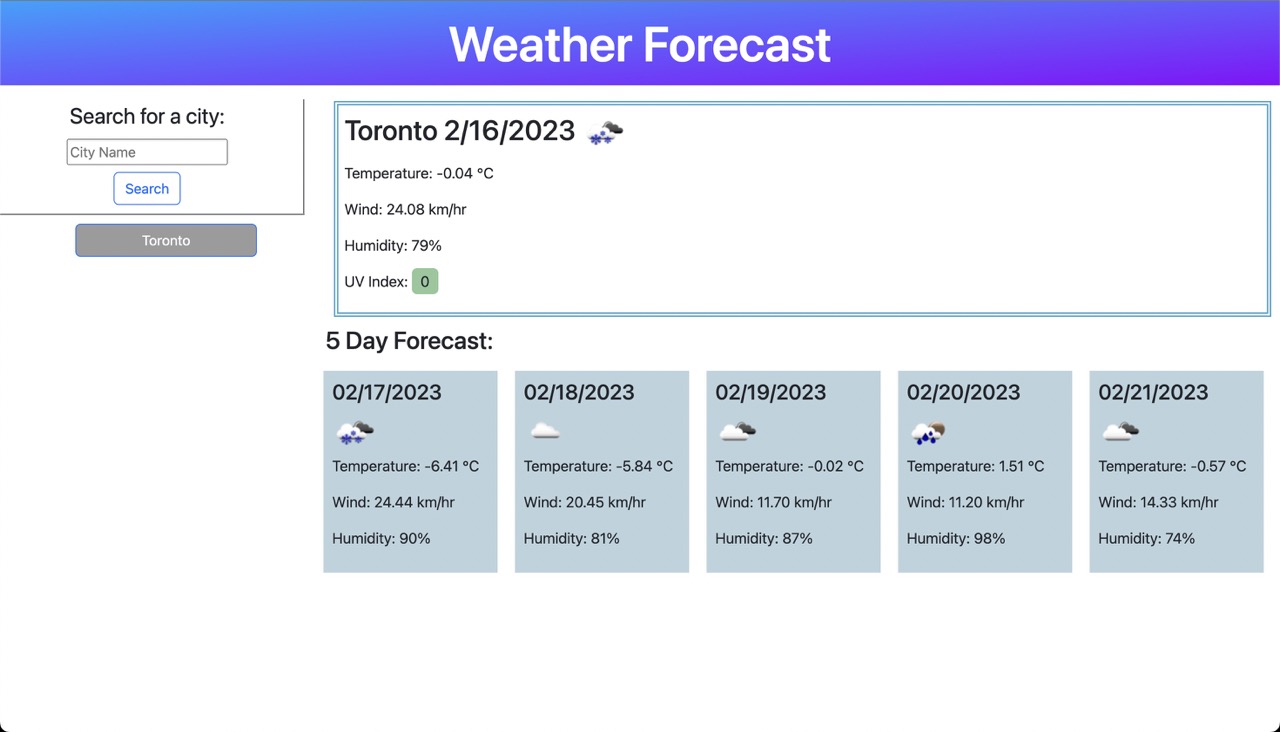 Weather Forecast
Search for a city:
City Name
Search
Toronto
Toronto 2/16/2023
Temperature: -0.04 °C
Wind: 24.08 km/hr
Humidity: 79%
UV Index: 0
5 Day Forecast:
02/17/2023
Temperature: -6.41 °C
Wind: 24.44 km/hr
Humidity: 90%
02/18/2023
Temperature: -5.84 °C
Wind: 20.45 km/hr
Humidity: 81%
02/19/2023
Temperature: -0.02 °C
Wind: 11.70 km/hr
Humidity: 87%
02/20/2023
Temperature: 1.51 °C
Wind: 11.20 km/hr
Humidity: 98%
02/21/2023
Temperature: -0.57 °C
Wind: 14.33 km/hr
Humidity: 74%